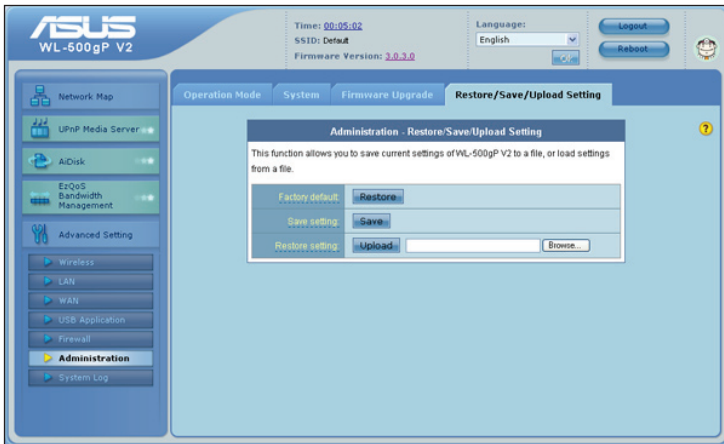 ASUS
WL-500gP V2
Time: 00:05:02
SSID: Default
Firmware Version: 3.0.3.0
Language:
English
Go
Logout
Reboot
Network Map
UPnP Media Server
AiDisk
EzQoS
Bandwidth
Management
Advanced Setting
Wireless
LAN
WAN
USB Application
Firewall
Administration
System Log
Operation Mode
System
Firmware Upgrade
Restore/Save/Upload Setting
Administration - Restore/Save/Upload Setting
This function allows you to save current settings of WL-500gP V2 to a file, or load settings
from a file.
Factory default:
Restore
Save setting:
Save
Restore setting:
Upload
Browse...
?